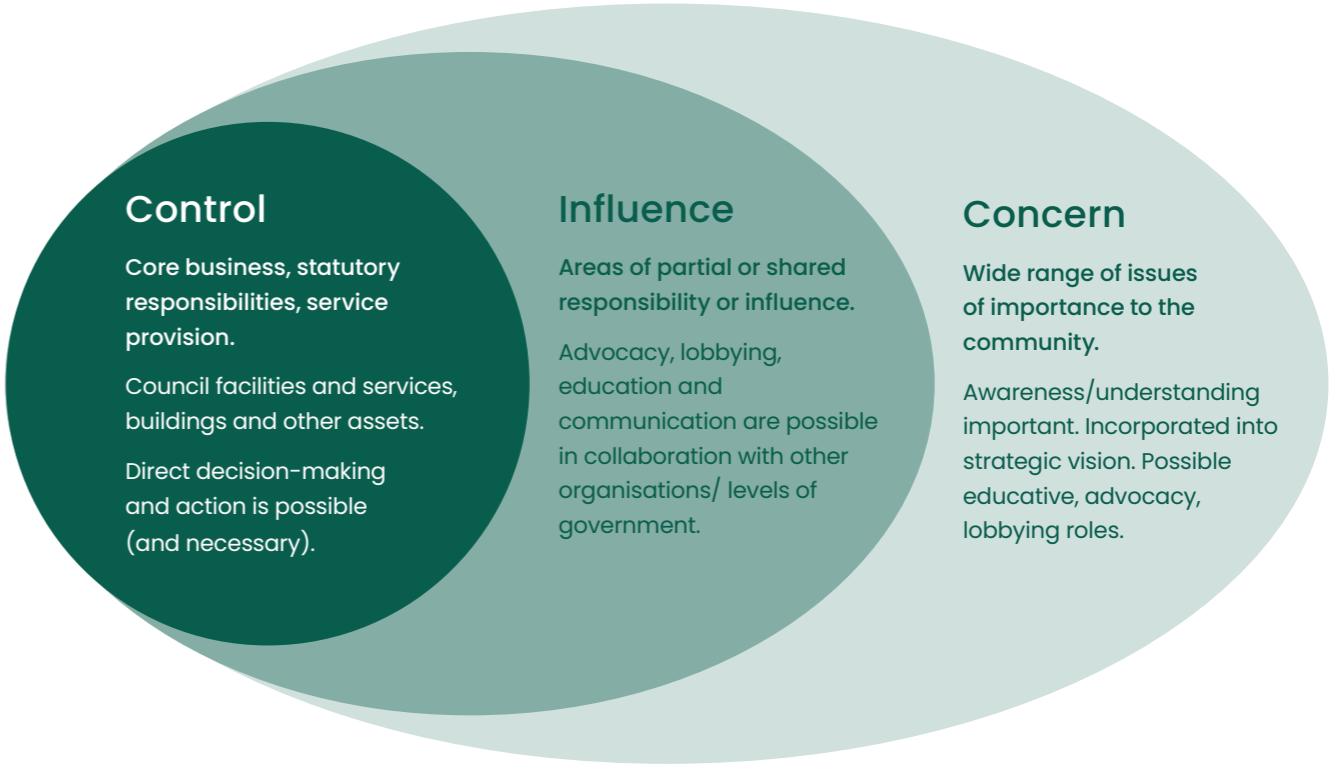 Control
Core business, statutory
responsibilities, service
provision.
Council facilities and services,
buildings and other assets.
Direct decision-making
and action is possible
(and necessary).
Influence
Areas of partial or shared
responsibility or influence.
Advocacy, lobbying,
education and
communication are possible
in collaboration with other
organisations/ levels of
government.
Concern
Wide range of issues
of importance to the
community.
Awareness/understanding
important. Incorporated into
strategic vision. Possible
educative, advocacy,
lobbying roles.